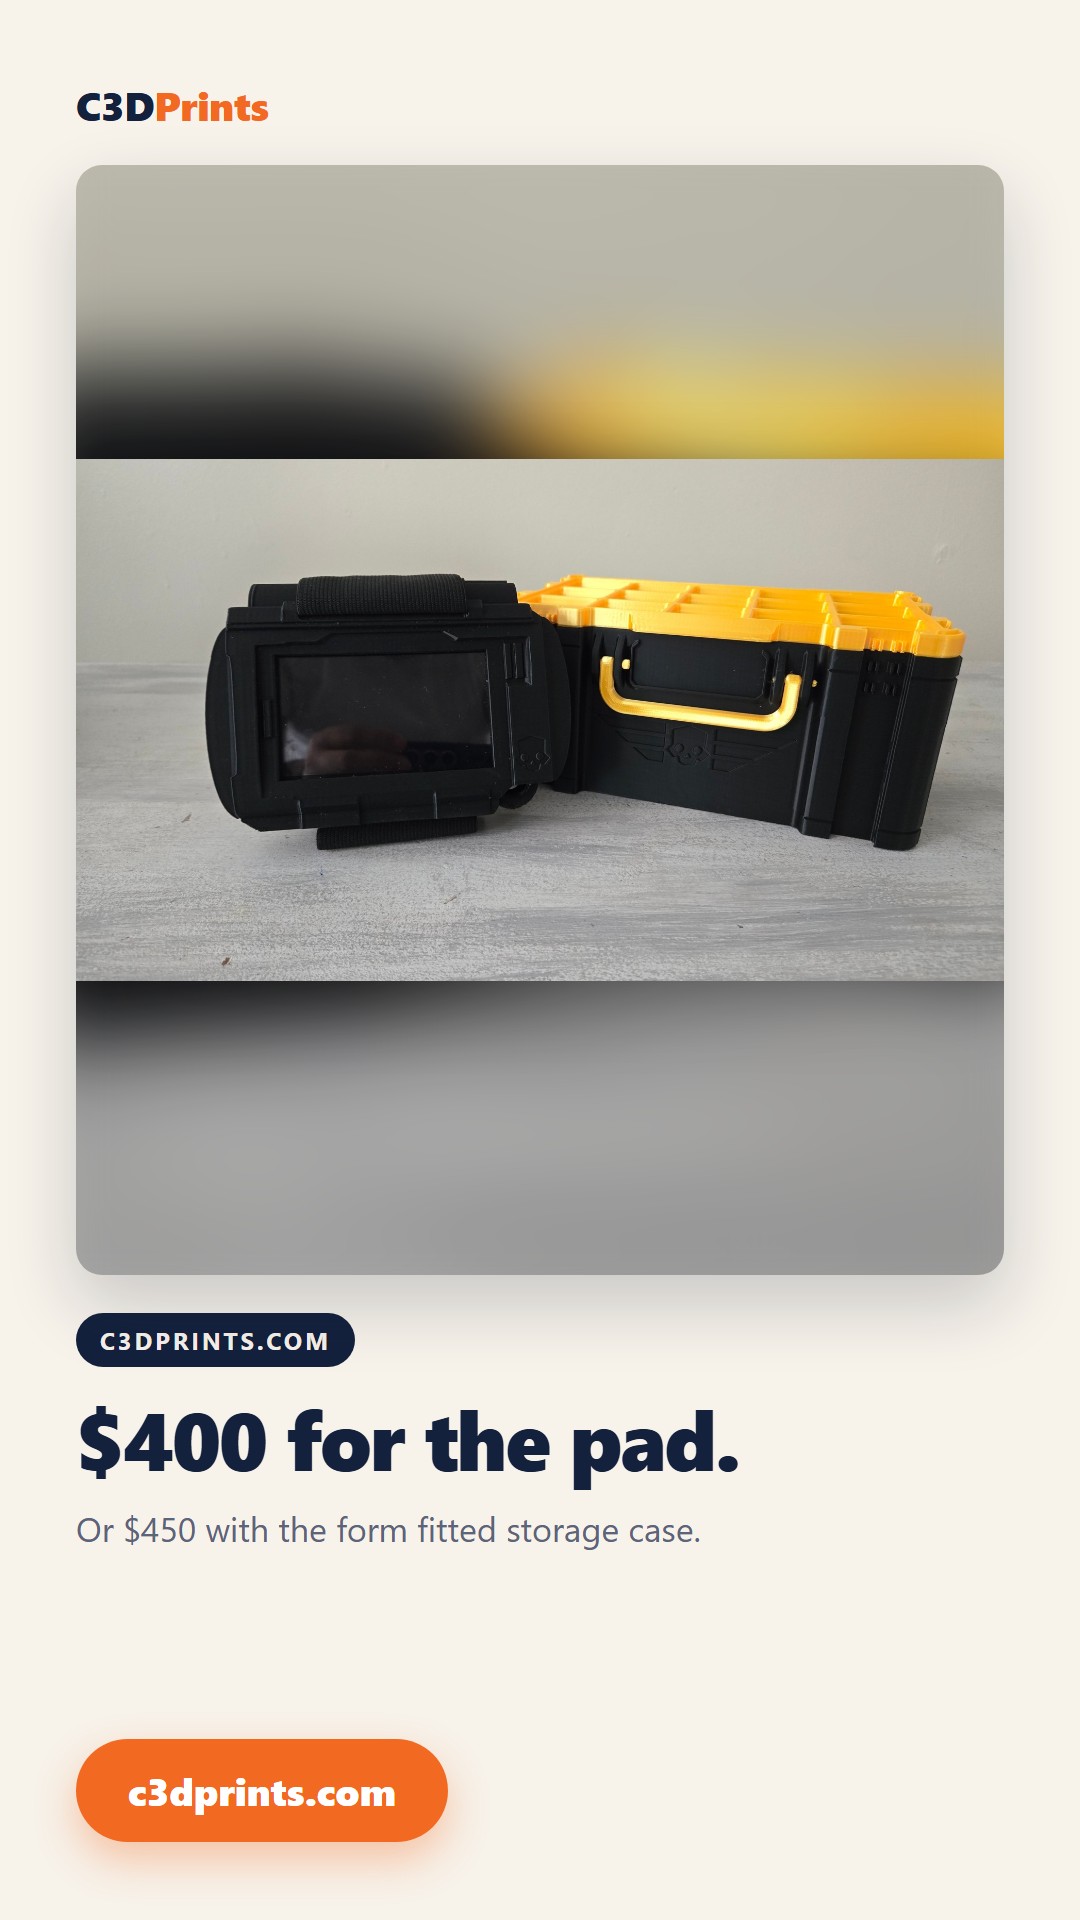 C3DPrints
C3DPRINTS.COM
$400 for the pad.
Or $450 with the form fitted storage case.
c3dprints.com